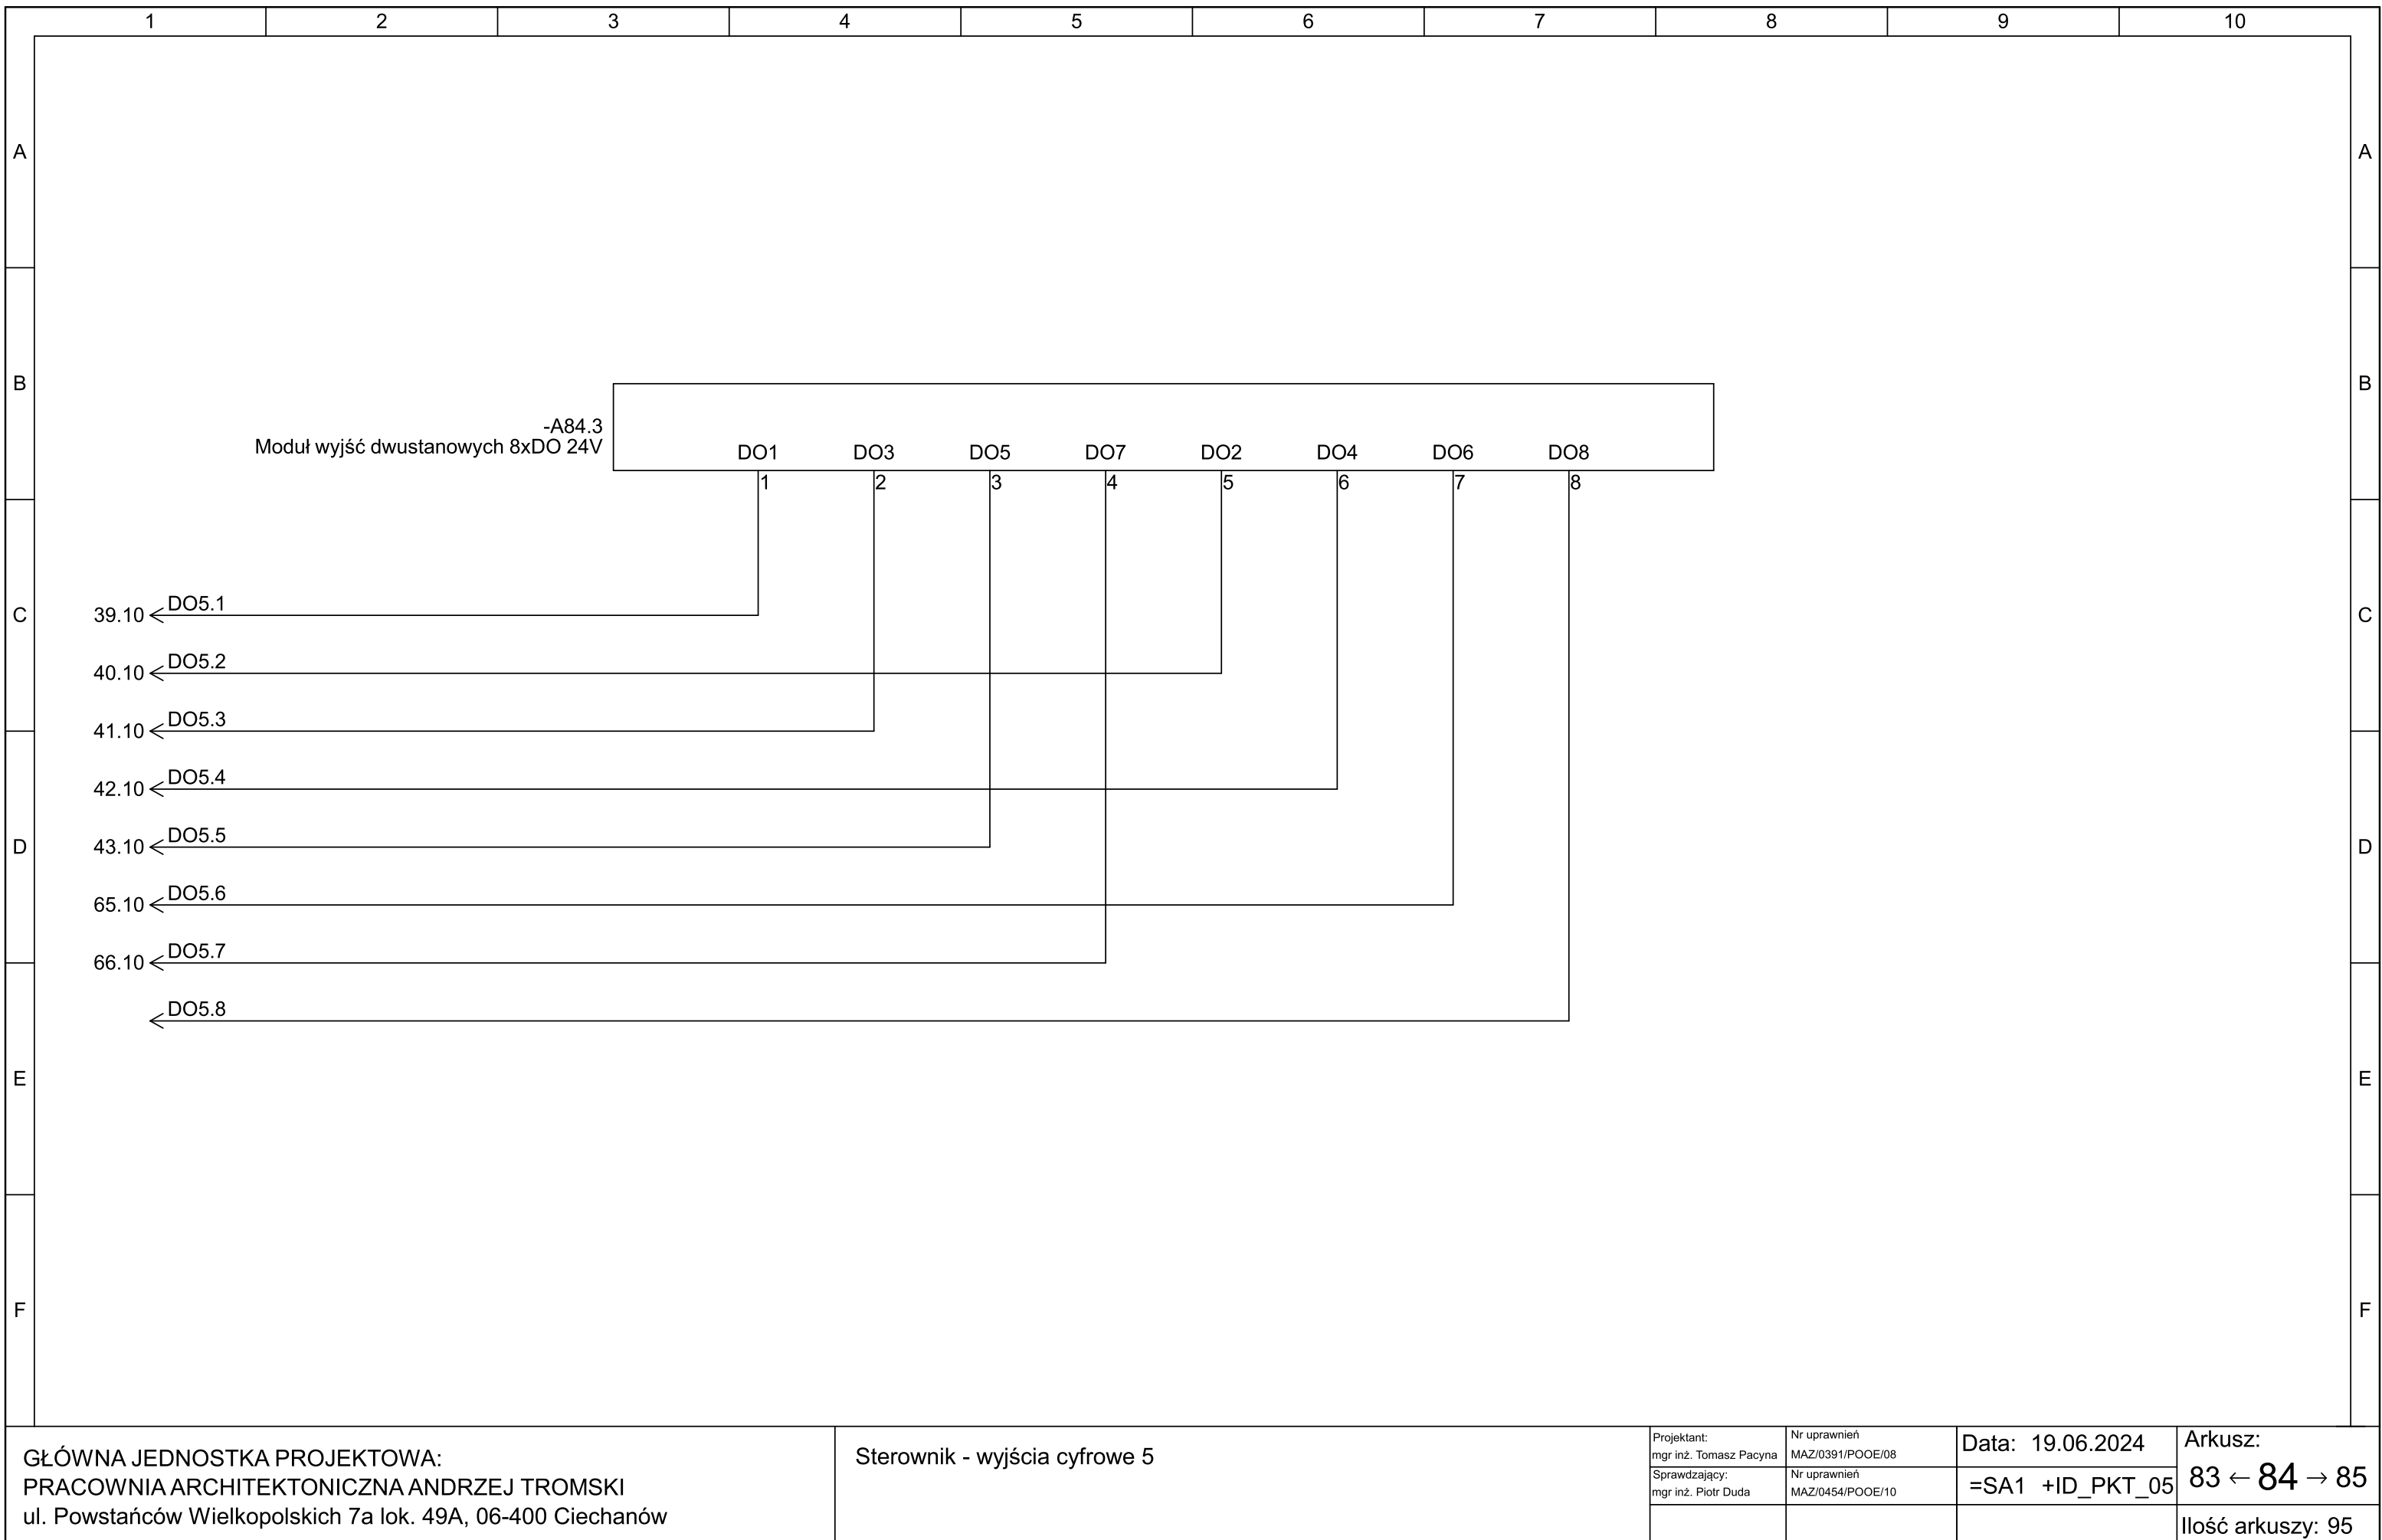 1 2 3 4 5 6 7 8 9 10
A A
B B
-A84.3
Moduł wyjść dwustanowych 8xDO 24V
DO1 DO3 DO5 DO7 DO2 DO4 DO6 DO8
1 2 3 4 5 6 7 8
C C
39.10 DO5.1
40.10 DO5.2
41.10 DO5.3
42.10 DO5.4
D D
43.10 DO5.5
65.10 DO5.6
66.10 DO5.7
DO5.8
E E
F F
GŁÓWNA JEDNOSTKA PROJEKTOWA:
PRACOWNIA ARCHITEKTONICZNA ANDRZEJ TROMSKI
ul. Powstańców Wielkopolskich 7a lok. 49A, 06-400 Ciechanów
Sterownik - wyjścia cyfrowe 5
Projektant:
mgr inż. Tomasz Pacyna
Nr uprawnień
MAZ/0391/POOE/08
Sprawdzający:
mgr inż. Piotr Duda
Nr uprawnień
MAZ/0454/POOE/10
Data: 19.06.2024
=SA1 +ID_PKT_05
Arkusz:
83 ← 84 → 85
Ilość arkuszy: 95